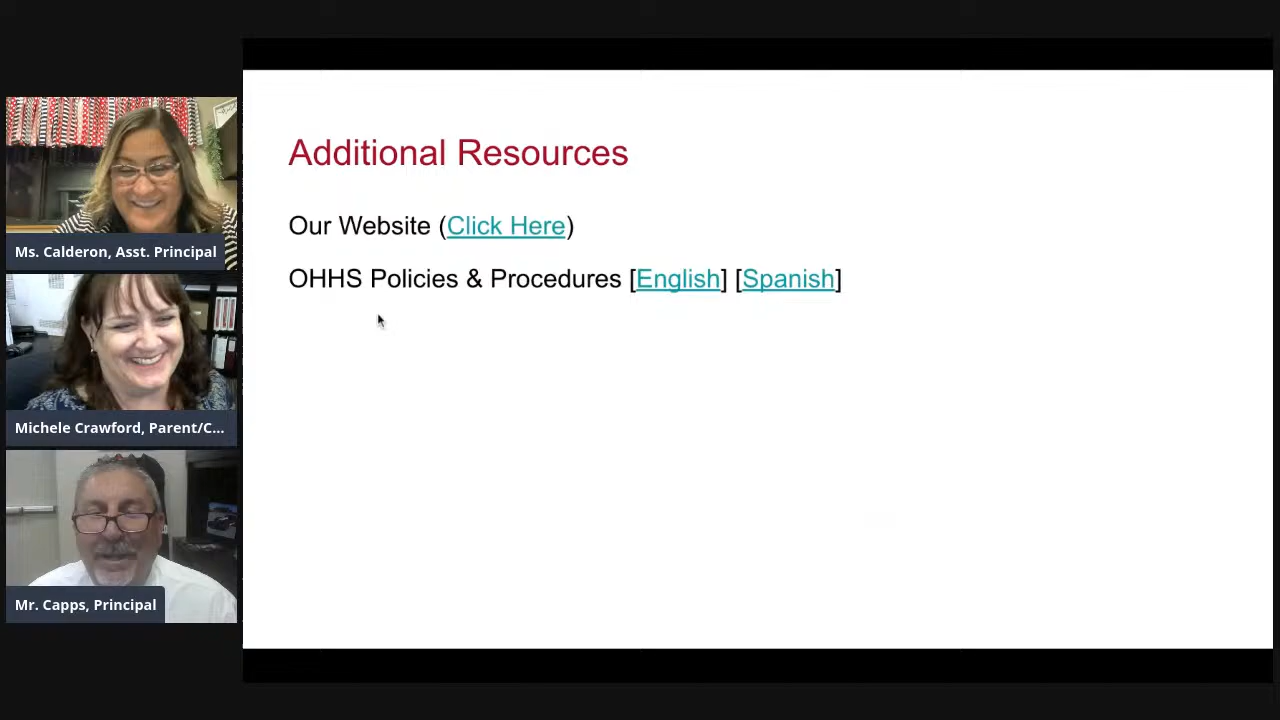 Additional Resources
Our Website (Click Here)
OHHS Policies & Procedures [English] [Spanish]
Ms. Calderon, Asst. Principal
Michele Crawford, Parent/C...
Mr. Capps, Principal